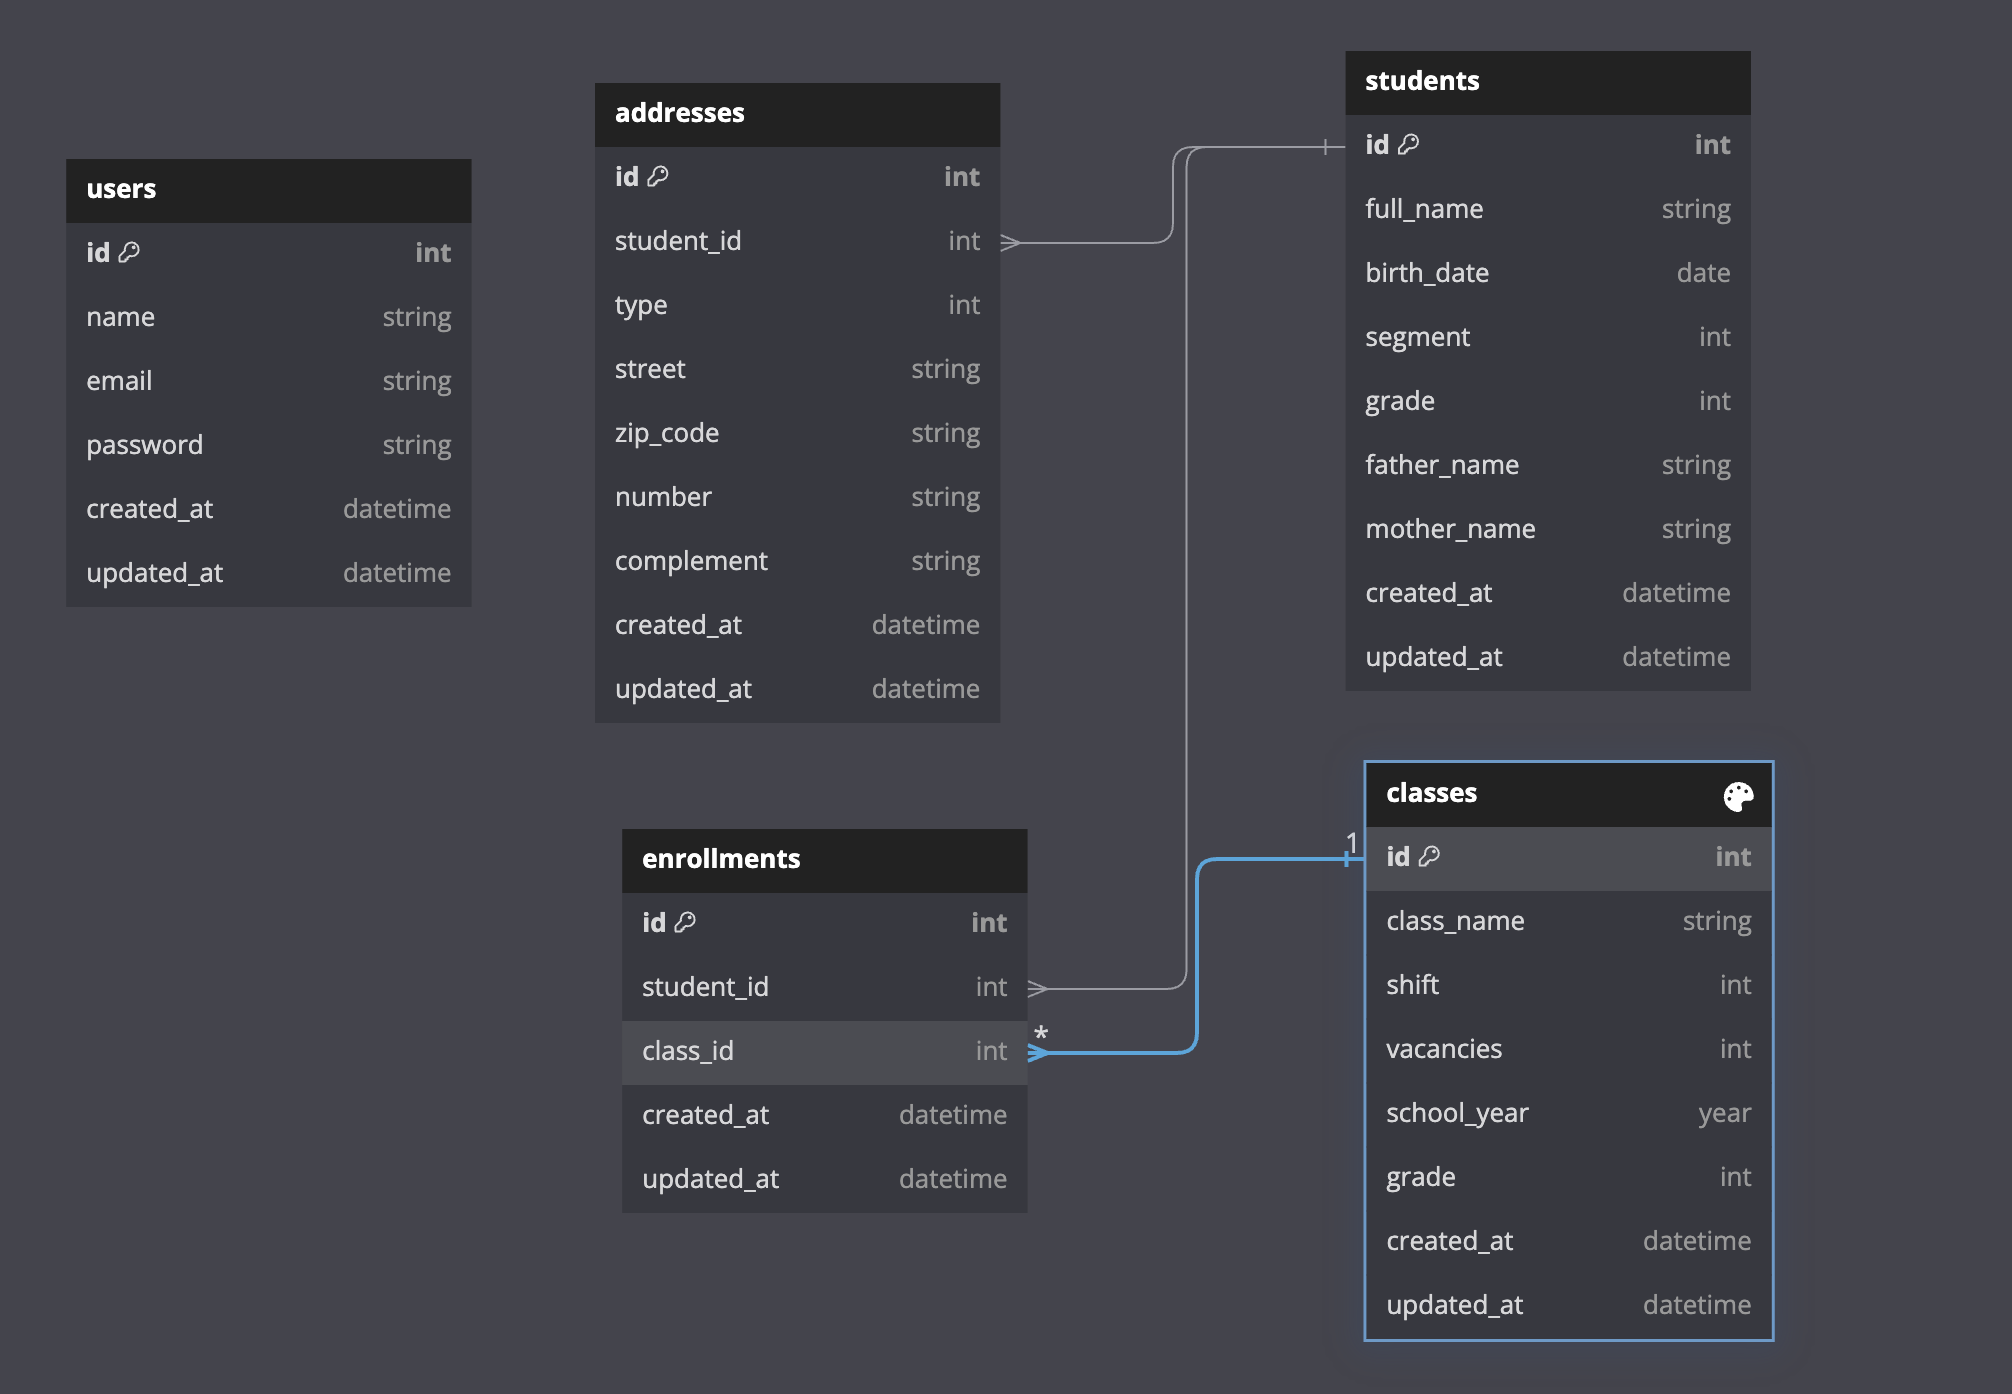 users
id int
name string
email string
password string
created_at datetime
updated_at datetime
addresses
id int
student_id int
type int
street string
zip_code string
number string
complement string
created_at datetime
updated_at datetime
students
id int
full_name string
birth_date date
segment int
grade int
father_name string
mother_name string
created_at datetime
updated_at datetime
enrollments
id int
student_id int
class_id int
created_at datetime
updated_at datetime
*
1
classes
id int
class_name string
shift int
vacancies int
school_year year
grade int
created_at datetime
updated_at datetime